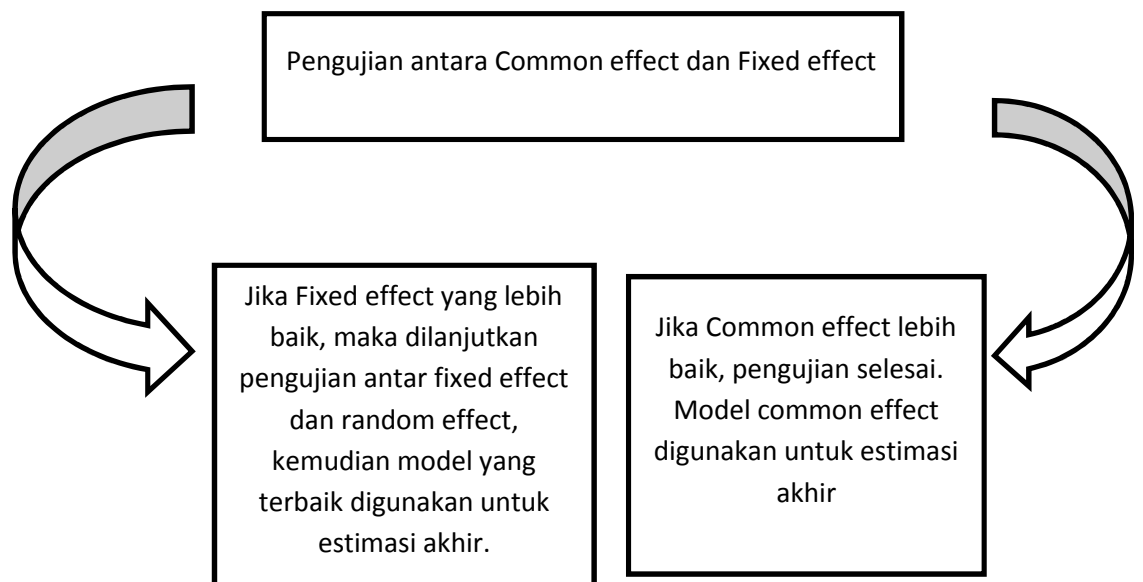 Pengujian antara Common effect dan Fixed effect
Jika Fixed effect yang lebih
baik, maka dilanjutkan
pengujian antar fixed effect
dan random effect,
kemudian model yang
terbaik digunakan untuk
estimasi akhir.
Jika Common effect lebih
baik, pengujian selesai.
Model common effect
digunakan untuk estimasi
akhir